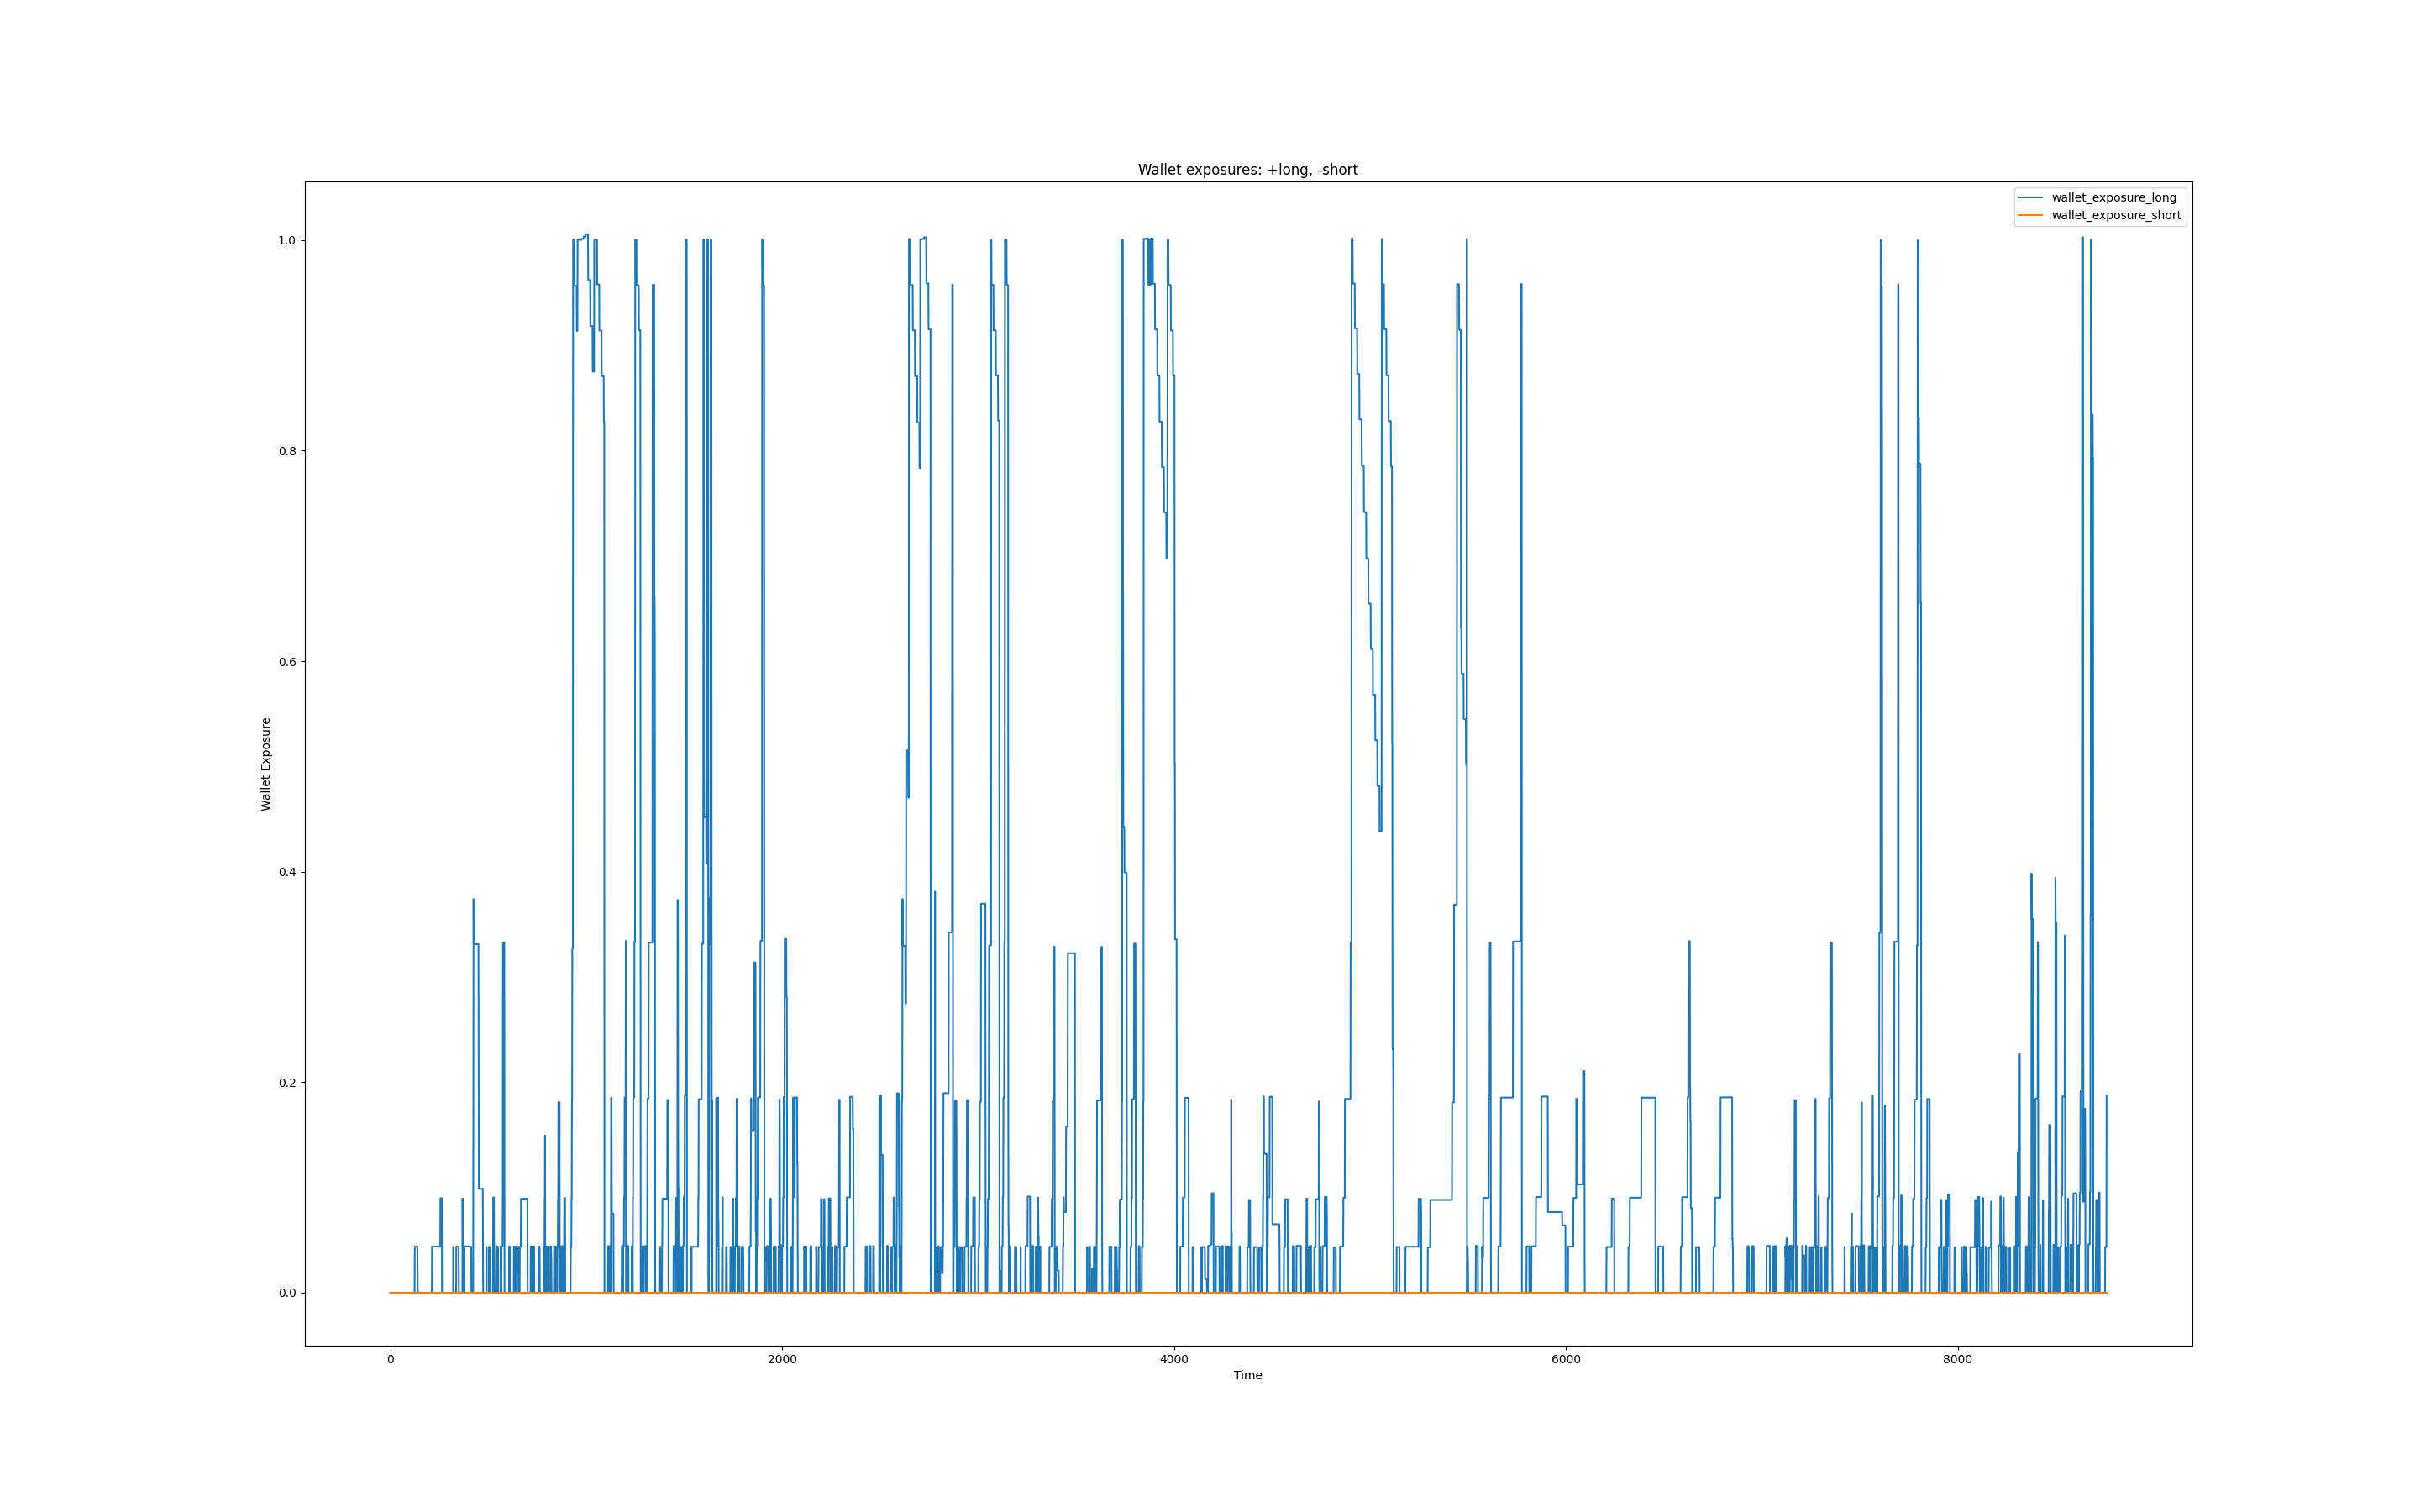 Wallet exposures: +long, -short
wallet_exposure_long
wallet_exposure_short
1.0
0.8
0.6
0.4
0.2
0.0
Wallet Exposure
0 2000 4000 6000 8000
Time